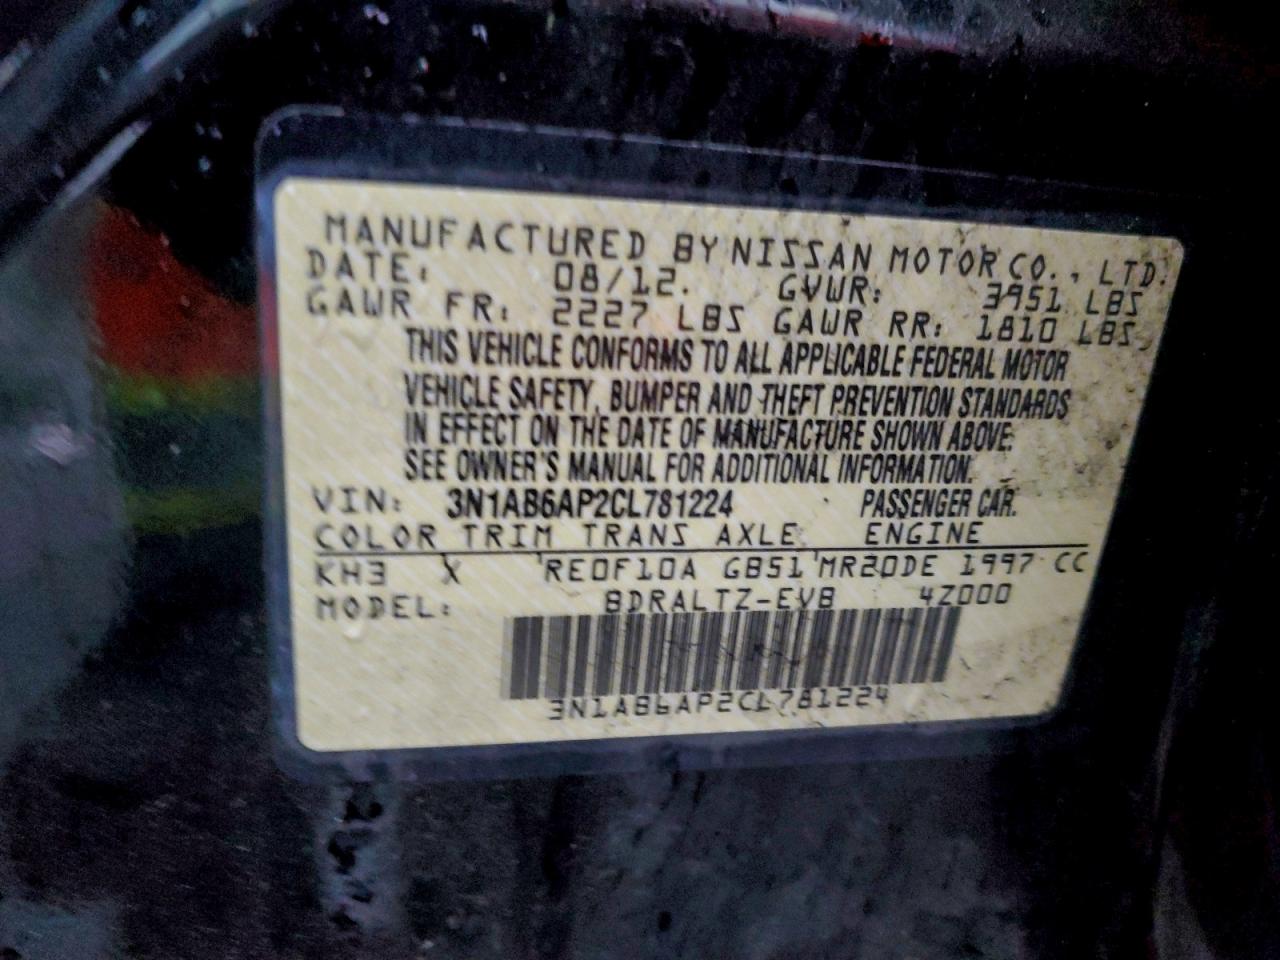 MANUFACTURED BY NISSAN MOTOR CO., LTD.
DATE: 08/12. GVWR: 3951 LBS
GAWR FR: 2227 LBS GAWR RR: 1810 LBS
THIS VEHICLE CONFORMS TO ALL APPLICABLE FEDERAL MOTOR
VEHICLE SAFETY, BUMPER AND THEFT PREVENTION STANDARDS
IN EFFECT ON THE DATE OF MANUFACTURE SHOWN ABOVE.
SEE OWNER'S MANUAL FOR ADDITIONAL INFORMATION.
VIN: 3N1AB6AP2CL781224 PASSENGER CAR.
COLOR TRIM TRANS AXLE ENGINE
KH3 X RE0F10A GB51 MR20DE 1997 CC
MODEL: BDRALTZ-EVB 4Z000
3N1AB6AP2CL781224